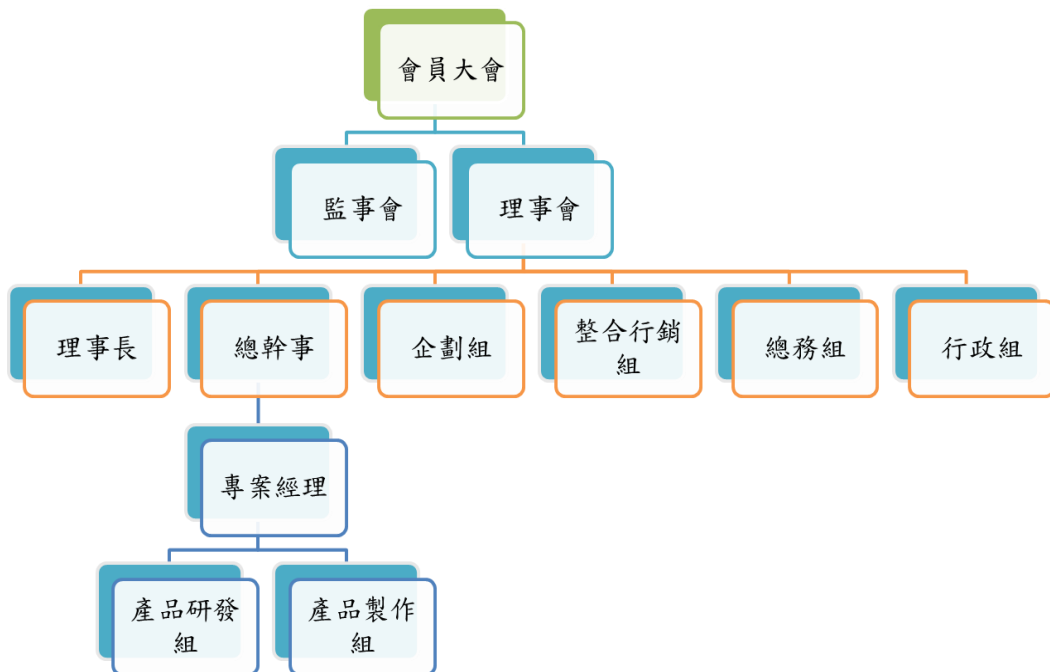 會員大會
監事會
理事會
理事長
總幹事
企劃組
整合行銷
組
總務組
行政組
專案經理
產品研發
組
產品製作
組